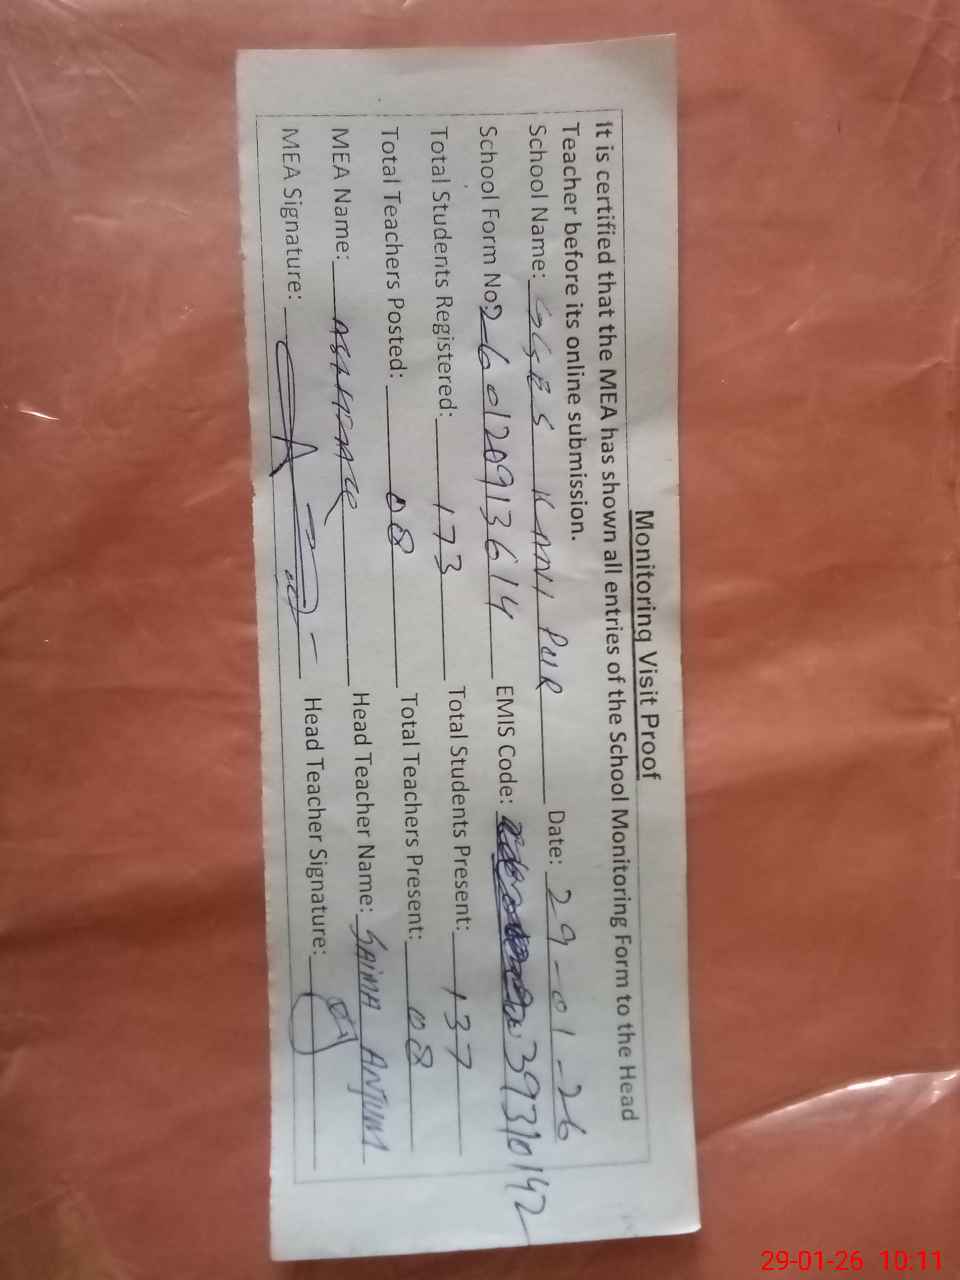 Monitoring Visit Proof
It is certified that the MEA has shown all entries of the School Monitoring Form to the Head
Teacher before its online submission.
School Name: GGES KANI PUR Date: 29-01-26
School Form No: 260120913614 EMIS Code: 39310142
Total Students Registered: 173 Total Students Present: 137
Total Teachers Posted: 08 Total Teachers Present: 08
MEA Name: Head Teacher Name: SAIMA ANJUM
MEA Signature: Head Teacher Signature:
29-01-26 10:11